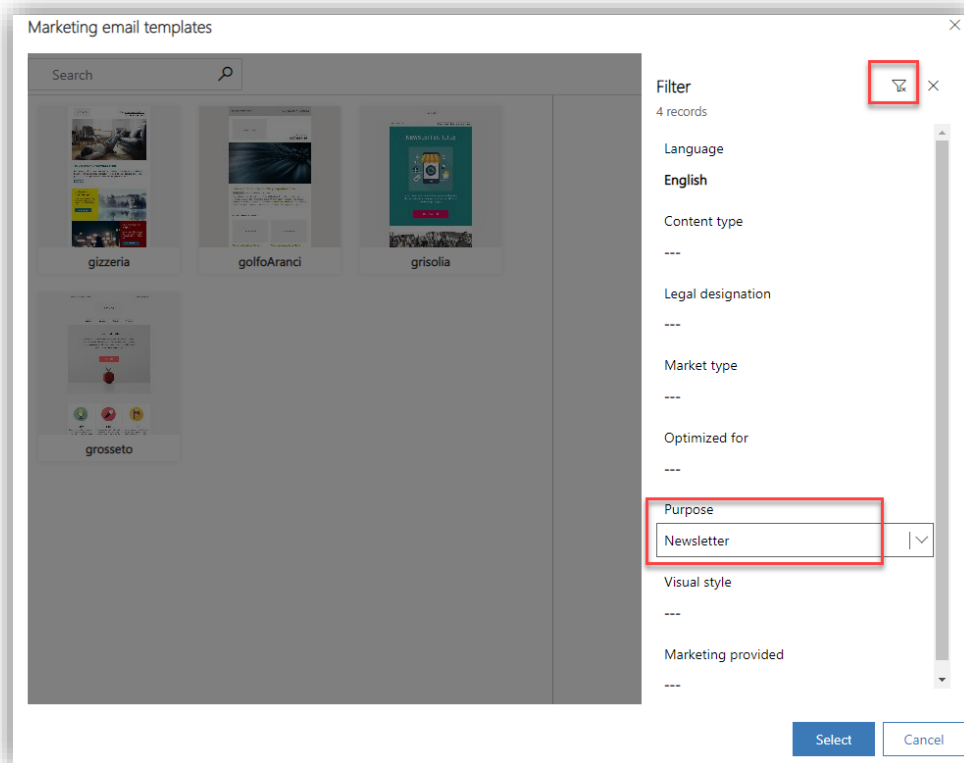 Marketing email templates
Search
Filter
4 records
Language
English
Content type
---
Legal designation
---
Market type
---
Optimized for
---
Purpose
Newsletter
Visual style
---
Marketing provided
---
gizzeria
golfoAranci
grisolia
grosseto
Select
Cancel